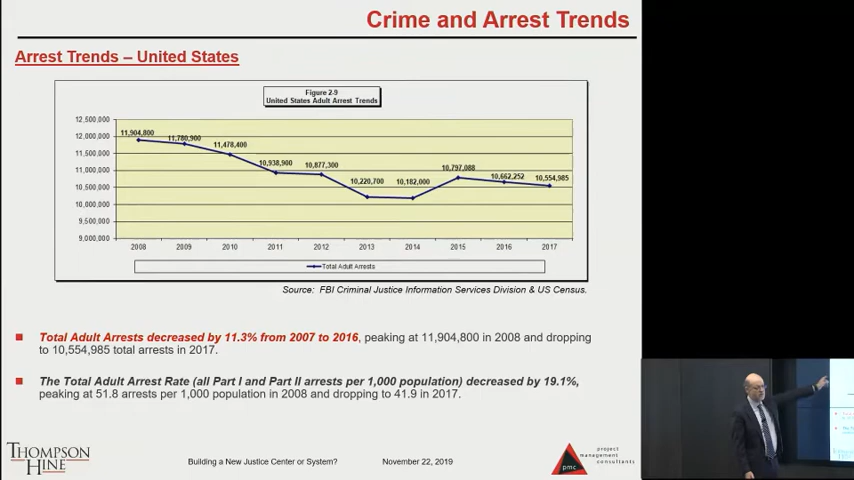 Crime and Arrest Trends
Arrest Trends – United States
Figure 2-9
United States Adult Arrest Trends
12,500,000
12,000,000
11,500,000
11,000,000
10,500,000
10,000,000
9,500,000
9,000,000
11,904,800
11,780,900
11,478,400
10,938,900
10,877,300
10,220,700
10,182,000
10,797,088
10,662,252
10,554,985
2008 2009 2010 2011 2012 2013 2014 2015 2016 2017
Total Adult Arrests
Source: FBI Criminal Justice Information Services Division & US Census.
Total Adult Arrests decreased by 11.3% from 2007 to 2016, peaking at 11,904,800 in 2008 and dropping
to 10,554,985 total arrests in 2017.
The Total Adult Arrest Rate (all Part I and Part II arrests per 1,000 population) decreased by 19.1%,
peaking at 51.8 arrests per 1,000 population in 2008 and dropping to 41.9 in 2017.
THOMPSON
HINE
Building a New Justice Center or System? November 22, 2019
pmc
project
management
consultants